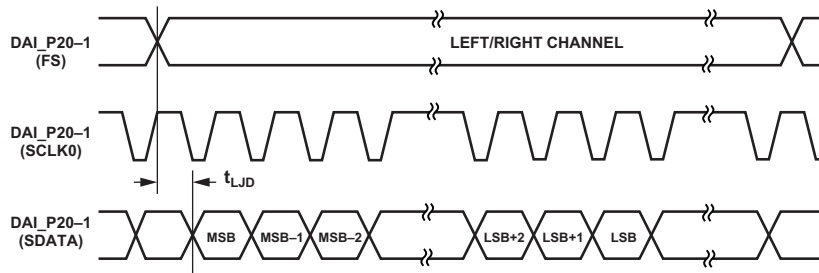 DAI_P20–1
(FS)
LEFT/RIGHT CHANNEL
DAI_P20–1
(SCLK0)
tLJD
DAI_P20–1
(SDATA)
MSB
MSB–1
MSB–2
LSB+2
LSB+1
LSB